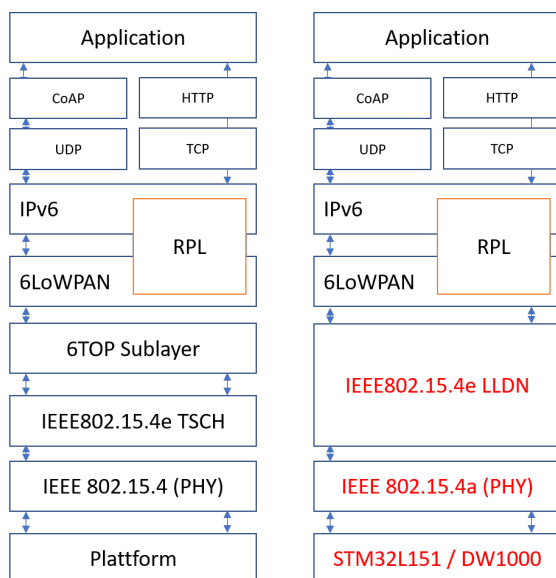 Application
CoAP
HTTP
UDP
TCP
IPv6
RPL
6LoWPAN
6TOP Sublayer
IEEE802.15.4e TSCH
IEEE 802.15.4 (PHY)
Plattform
Application
CoAP
HTTP
UDP
TCP
IPv6
RPL
6LoWPAN
IEEE802.15.4e LLDN
IEEE 802.15.4a (PHY)
STM32L151 / DW1000